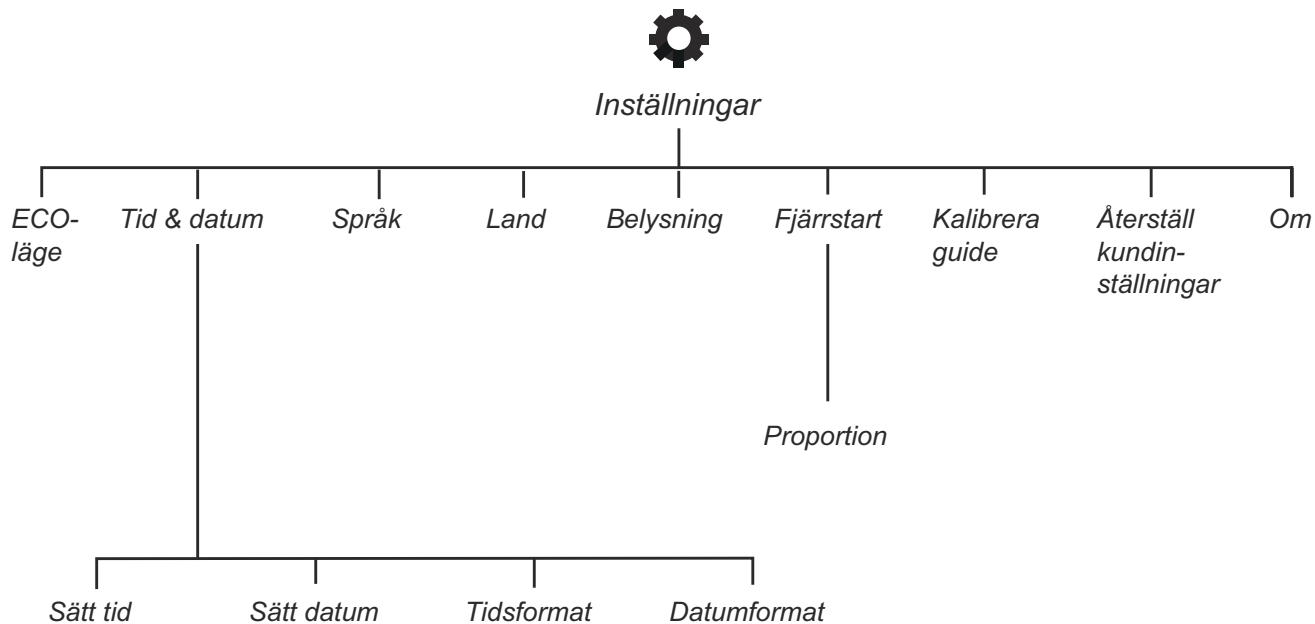 Inställningar
ECO-
läge
Tid & datum
Språk
Land
Belysning
Fjärrstart
Kalibrera
guide
Återställ
kundin-
ställningar
Om
Proportion
Sätt tid
Sätt datum
Tidsformat
Datumformat